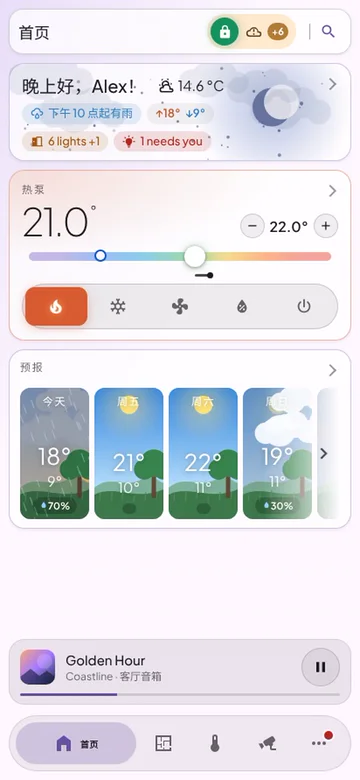 首页
+6
晚上好，Alex！ 14.6 °C
下午 10 点起有雨 ↑18° ↓9°
6 lights +1 1 needs you
热泵
21.0°
− 22.0° +
预报
今天 周五 周六 周日
18° 21° 22° 19°
9° 10° 11° 11°
70% 30%
Golden Hour
Coastline · 客厅音箱
首页